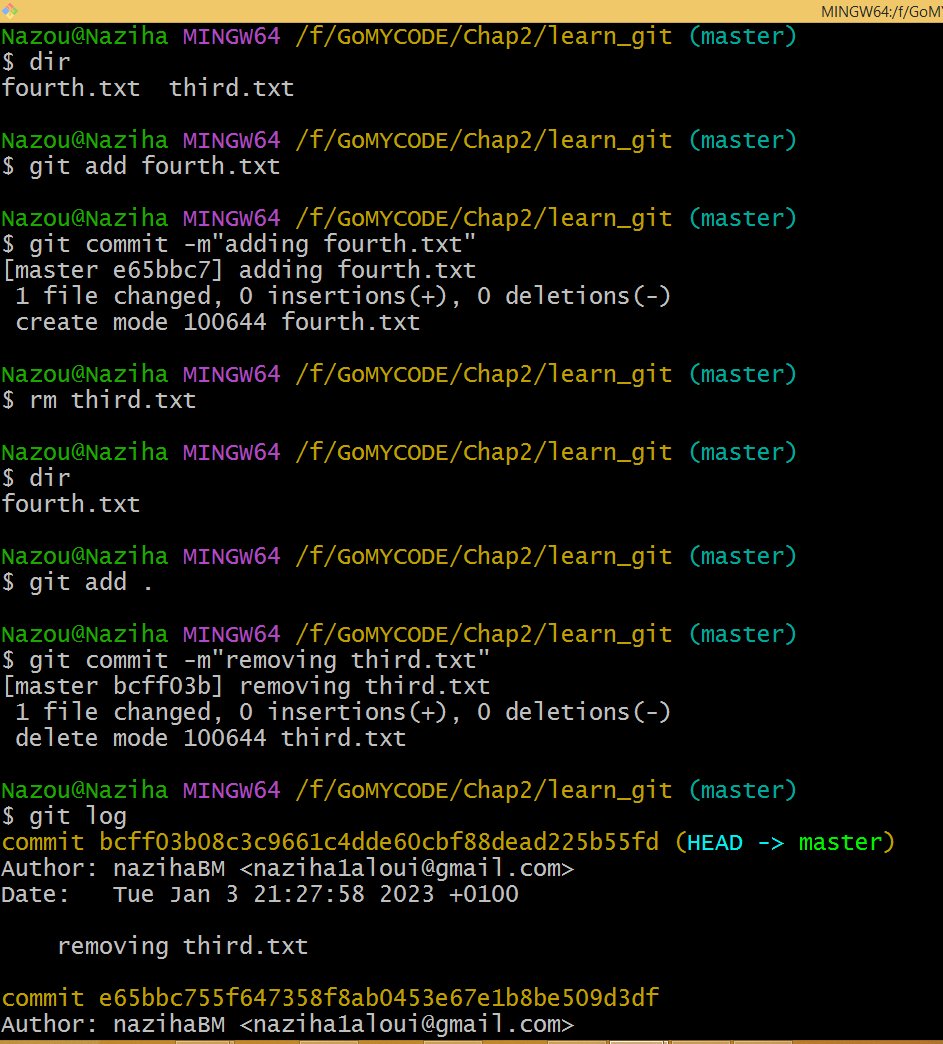 MINGW64:/f/GoMY
Nazou@Naziha MINGW64 /f/GoMYCODE/Chap2/learn_git (master)
$ dir
fourth.txt  third.txt
Nazou@Naziha MINGW64 /f/GoMYCODE/Chap2/learn_git (master)
$ git add fourth.txt
Nazou@Naziha MINGW64 /f/GoMYCODE/Chap2/learn_git (master)
$ git commit -m"adding fourth.txt"
[master e65bbc7] adding fourth.txt
 1 file changed, 0 insertions(+), 0 deletions(-)
 create mode 100644 fourth.txt
Nazou@Naziha MINGW64 /f/GoMYCODE/Chap2/learn_git (master)
$ rm third.txt
Nazou@Naziha MINGW64 /f/GoMYCODE/Chap2/learn_git (master)
$ dir
fourth.txt
Nazou@Naziha MINGW64 /f/GoMYCODE/Chap2/learn_git (master)
$ git add .
Nazou@Naziha MINGW64 /f/GoMYCODE/Chap2/learn_git (master)
$ git commit -m"removing third.txt"
[master bcff03b] removing third.txt
 1 file changed, 0 insertions(+), 0 deletions(-)
 delete mode 100644 third.txt
Nazou@Naziha MINGW64 /f/GoMYCODE/Chap2/learn_git (master)
$ git log
commit bcff03b08c3c9661c4dde60cbf88dead225b55fd (HEAD -> master)
Author: nazihaBM <naziha1aloui@gmail.com>
Date:   Tue Jan 3 21:27:58 2023 +0100
    removing third.txt
commit e65bbc755f647358f8ab0453e67e1b8be509d3df
Author: nazihaBM <naziha1aloui@gmail.com>